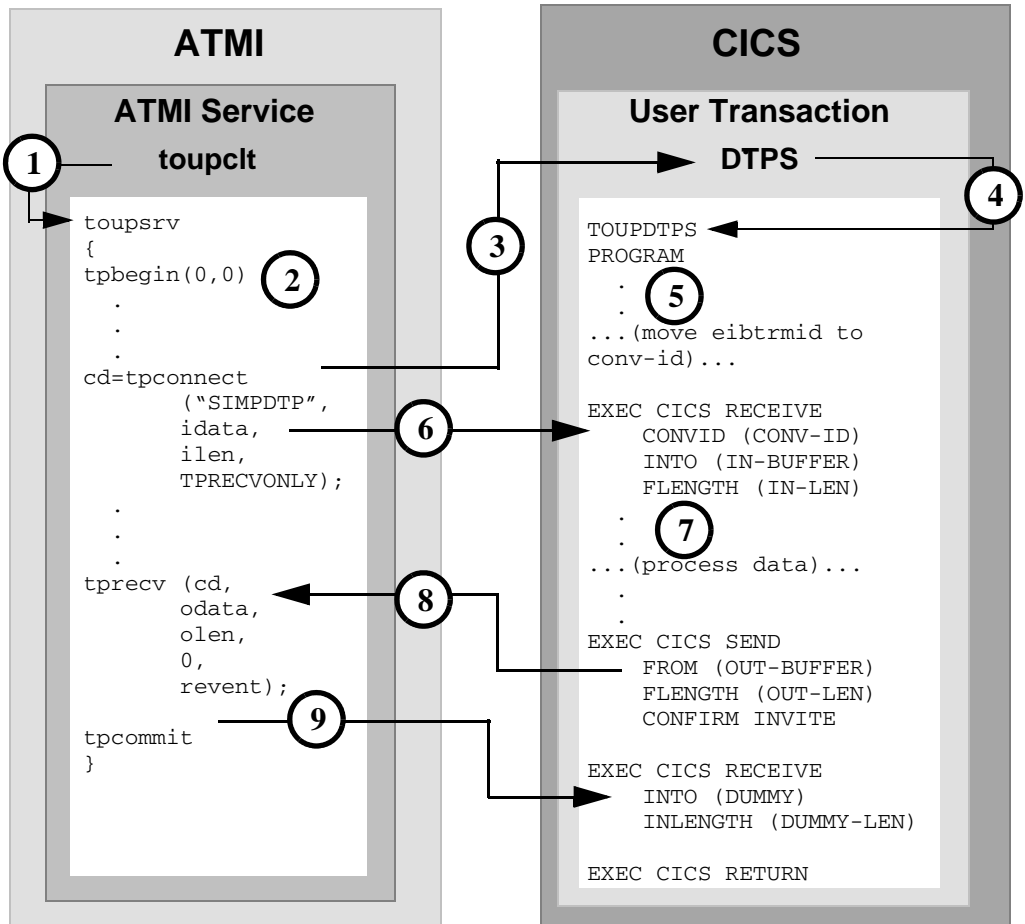 ATMI
ATMI Service
toupclt
1
toupsrv
{
tpbegin(0,0)
2
.
.
.
cd=tpconnect
("SIMPDTP",
idata,
ilen,
TPRECVONLY);
.
.
.
tprecv (cd,
odata,
olen,
0,
revent);
tpcommit
}
3
6
8
9
CICS
User Transaction
DTPS
4
TOUPDTPS
PROGRAM
.
.
5
...(move eibtrmid to
conv-id)...
EXEC CICS RECEIVE
CONVID (CONV-ID)
INTO (IN-BUFFER)
FLENGTH (IN-LEN)
.
.
7
...(process data)...
.
.
EXEC CICS SEND
FROM (OUT-BUFFER)
FLENGTH (OUT-LEN)
CONFIRM INVITE
EXEC CICS RECEIVE
INTO (DUMMY)
INLENGTH (DUMMY-LEN)
EXEC CICS RETURN